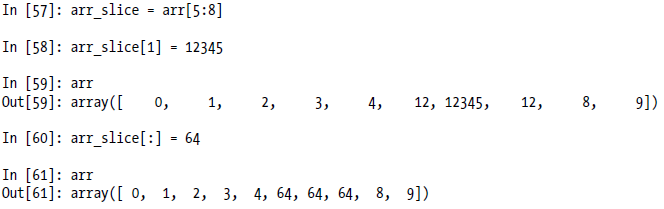 In [57]: arr_slice = arr[5:8]
In [58]: arr_slice[1] = 12345
In [59]: arr
Out[59]: array([    0,     1,     2,     3,     4,    12, 12345,    12,     8,     9])
In [60]: arr_slice[:] = 64
In [61]: arr
Out[61]: array([ 0,  1,  2,  3,  4, 64, 64, 64,  8,  9])